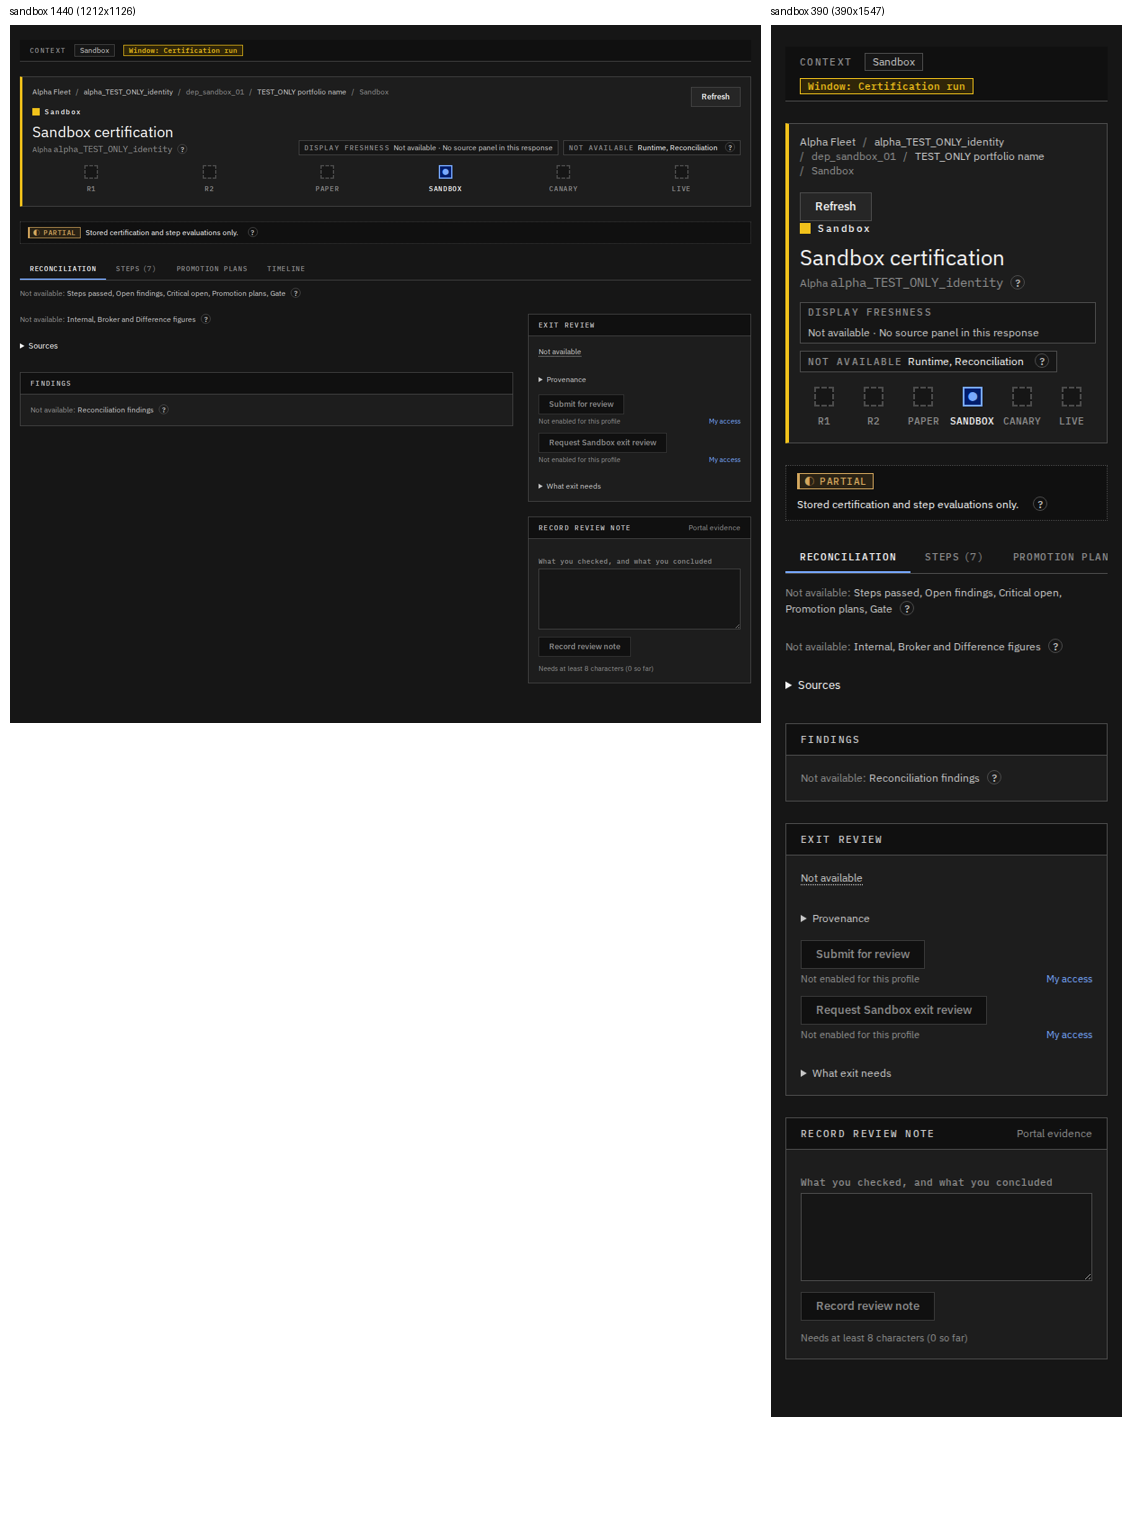 sandbox 1440 (1212x1126)
CONTEXT Sandbox Window: Certification run
Alpha Fleet / alpha_TEST_ONLY_identity / dep_sandbox_01 / TEST_ONLY portfolio name / Sandbox
Refresh
Sandbox
Sandbox certification
Alpha alpha_TEST_ONLY_identity ?
DISPLAY FRESHNESS Not available · No source panel in this response
NOT AVAILABLE Runtime, Reconciliation ?
R1 R2 PAPER SANDBOX CANARY LIVE
PARTIAL Stored certification and step evaluations only. ?
RECONCILIATION STEPS (7) PROMOTION PLANS TIMELINE
Not available: Steps passed, Open findings, Critical open, Promotion plans, Gate ?
Not available: Internal, Broker and Difference figures ?
Sources
FINDINGS
Not available: Reconciliation findings ?
EXIT REVIEW
Not available
Provenance
Submit for review
Not enabled for this profile My access
Request Sandbox exit review
Not enabled for this profile My access
What exit needs
RECORD REVIEW NOTE Portal evidence
What you checked, and what you concluded
Record review note
Needs at least 8 characters (0 so far)
sandbox 390 (390x1547)
CONTEXT Sandbox
Window: Certification run
Alpha Fleet / alpha_TEST_ONLY_identity
/ dep_sandbox_01 / TEST_ONLY portfolio name
/ Sandbox
Refresh
Sandbox
Sandbox certification
Alpha alpha_TEST_ONLY_identity ?
DISPLAY FRESHNESS
Not available · No source panel in this response
NOT AVAILABLE Runtime, Reconciliation ?
R1 R2 PAPER SANDBOX CANARY LIVE
PARTIAL
Stored certification and step evaluations only. ?
RECONCILIATION STEPS (7) PROMOTION PLAN
Not available: Steps passed, Open findings, Critical open,
Promotion plans, Gate ?
Not available: Internal, Broker and Difference figures ?
Sources
FINDINGS
Not available: Reconciliation findings ?
EXIT REVIEW
Not available
Provenance
Submit for review
Not enabled for this profile My access
Request Sandbox exit review
Not enabled for this profile My access
What exit needs
RECORD REVIEW NOTE Portal evidence
What you checked, and what you concluded
Record review note
Needs at least 8 characters (0 so far)